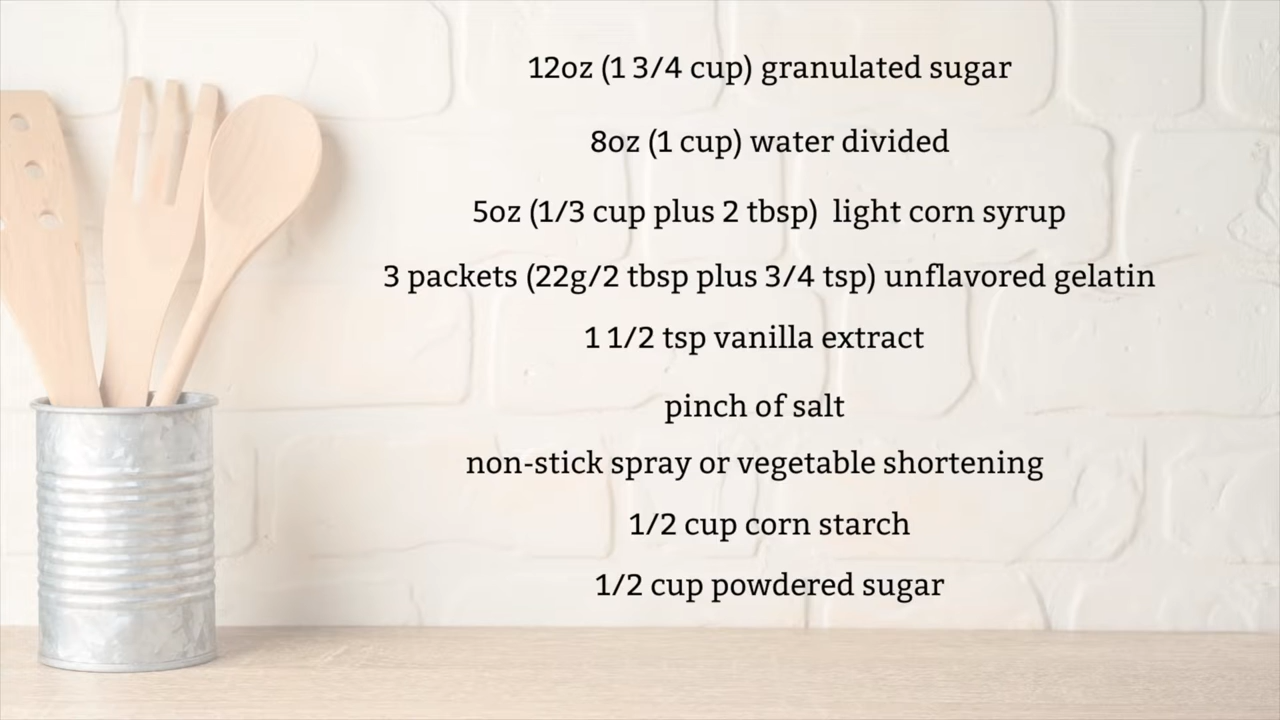 12oz (1 3/4 cup) granulated sugar
8oz (1 cup) water divided
5oz (1/3 cup plus 2 tbsp)  light corn syrup
3 packets (22g/2 tbsp plus 3/4 tsp) unflavored gelatin
1 1/2 tsp vanilla extract
pinch of salt
non-stick spray or vegetable shortening
1/2 cup corn starch
1/2 cup powdered sugar